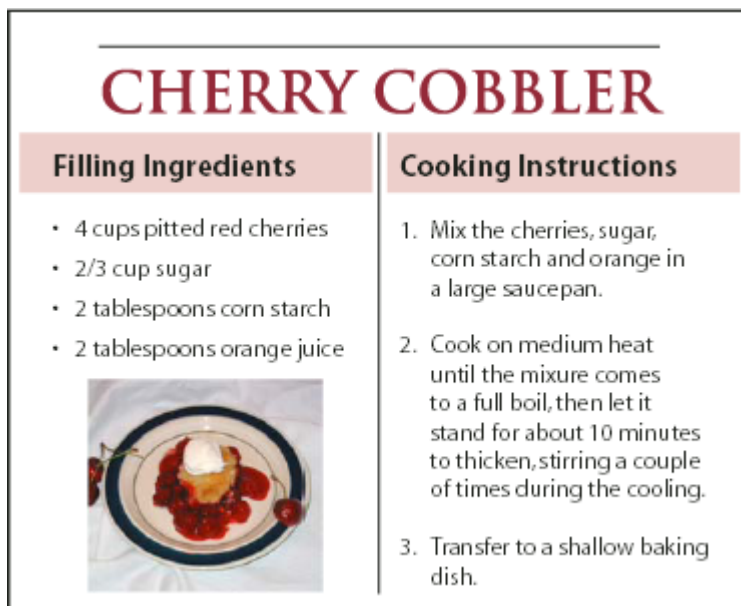 CHERRY COBBLER
Filling Ingredients
• 4 cups pitted red cherries
• 2/3 cup sugar
• 2 tablespoons corn starch
• 2 tablespoons orange juice
Cooking Instructions
1. Mix the cherries, sugar,
corn starch and orange in
a large saucepan.
2. Cook on medium heat
until the mixure comes
to a full boil, then let it
stand for about 10 minutes
to thicken, stirring a couple
of times during the cooling.
3. Transfer to a shallow baking
dish.